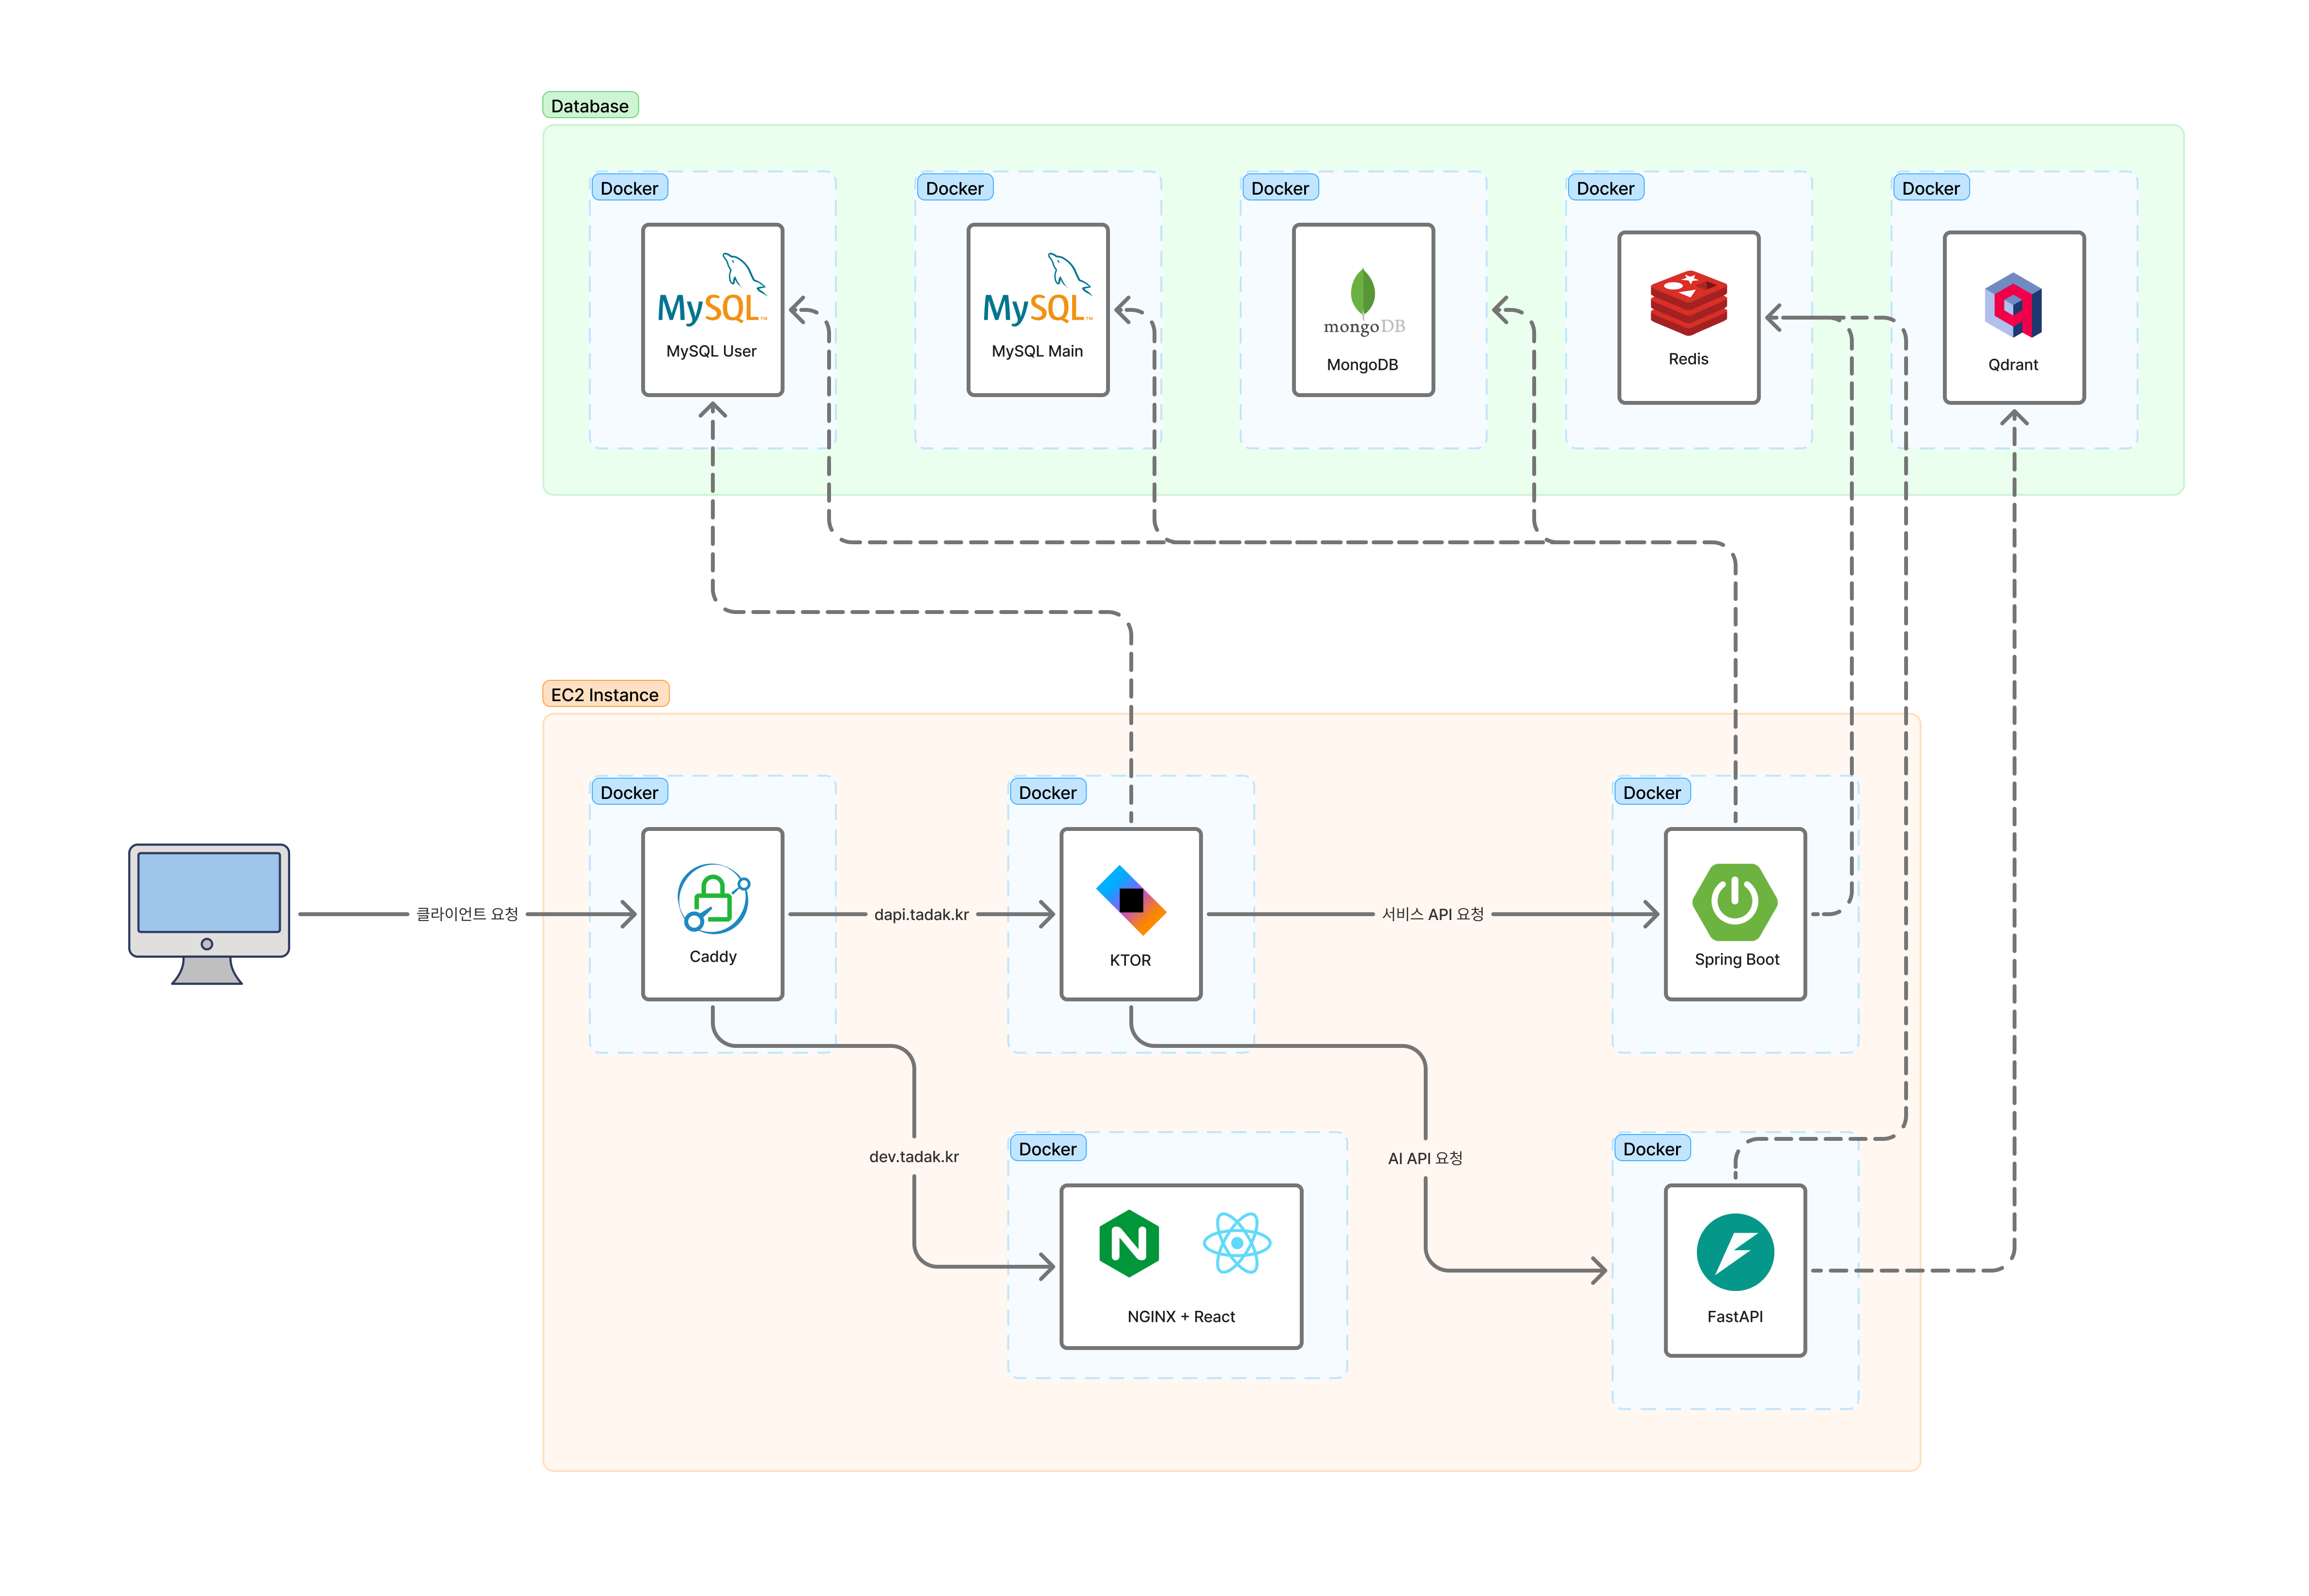 Database
Docker
Docker
Docker
Docker
Docker
MySQL™
MySQL User
MySQL™
MySQL Main
mongoDB
MongoDB
Redis
Qdrant
EC2 Instance
Docker
Docker
Docker
클라이언트 요청
Caddy
dapi.tadak.kr
KTOR
서비스 API 요청
Spring Boot
dev.tadak.kr
Docker
NGINX + React
AI API 요청
Docker
FastAPI